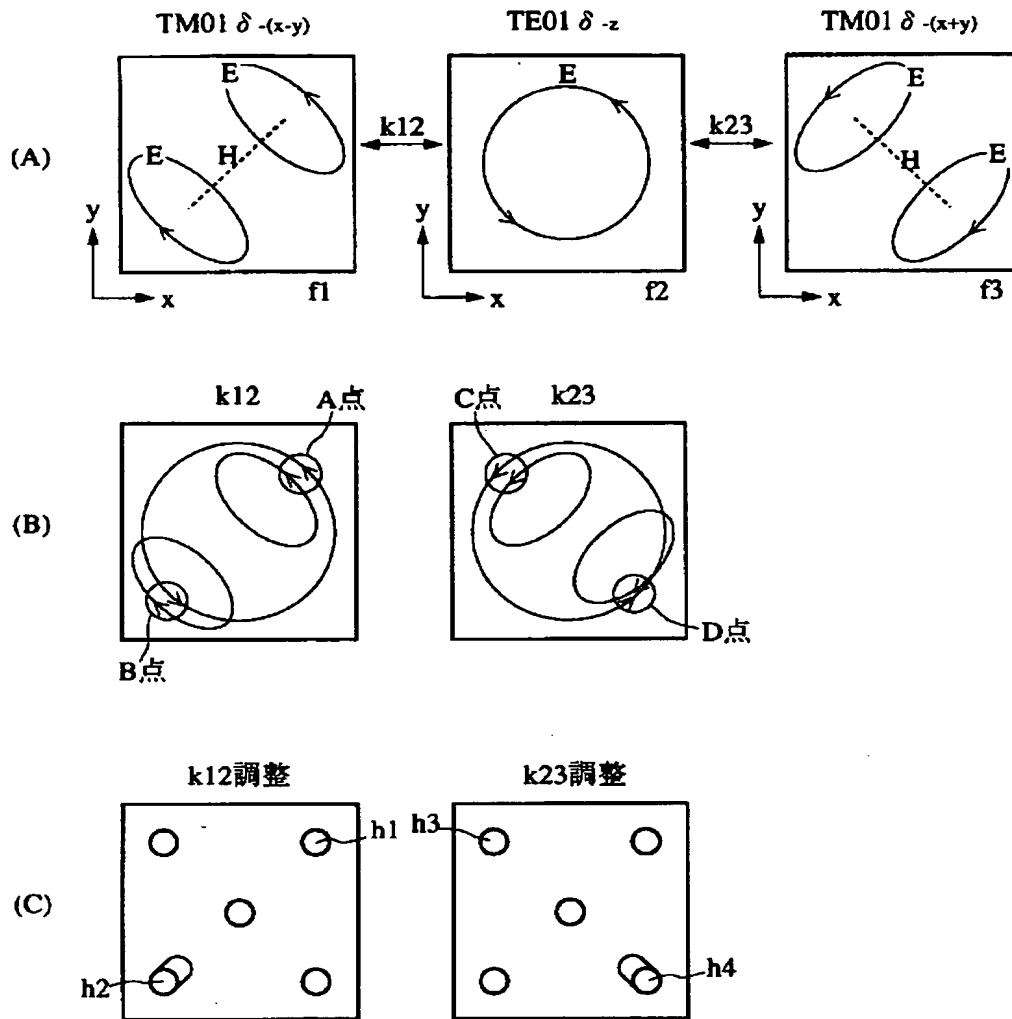 TM01 δ -(x-y) TE01 δ -z TM01 δ -(x+y)
(A)
E E H y x f1
k12
E f2
k23
E E H y x f3
(B)
k12 A点 C点 k23
B点 D点
(C)
k12調整 k23調整
h1 h3
h2 h4